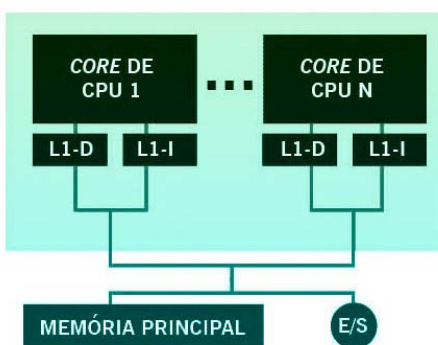 CORE DE
CPU 1
...
CORE DE
CPU N
L1-D
L1-I
L1-D
L1-I
MEMÓRIA PRINCIPAL
E/S